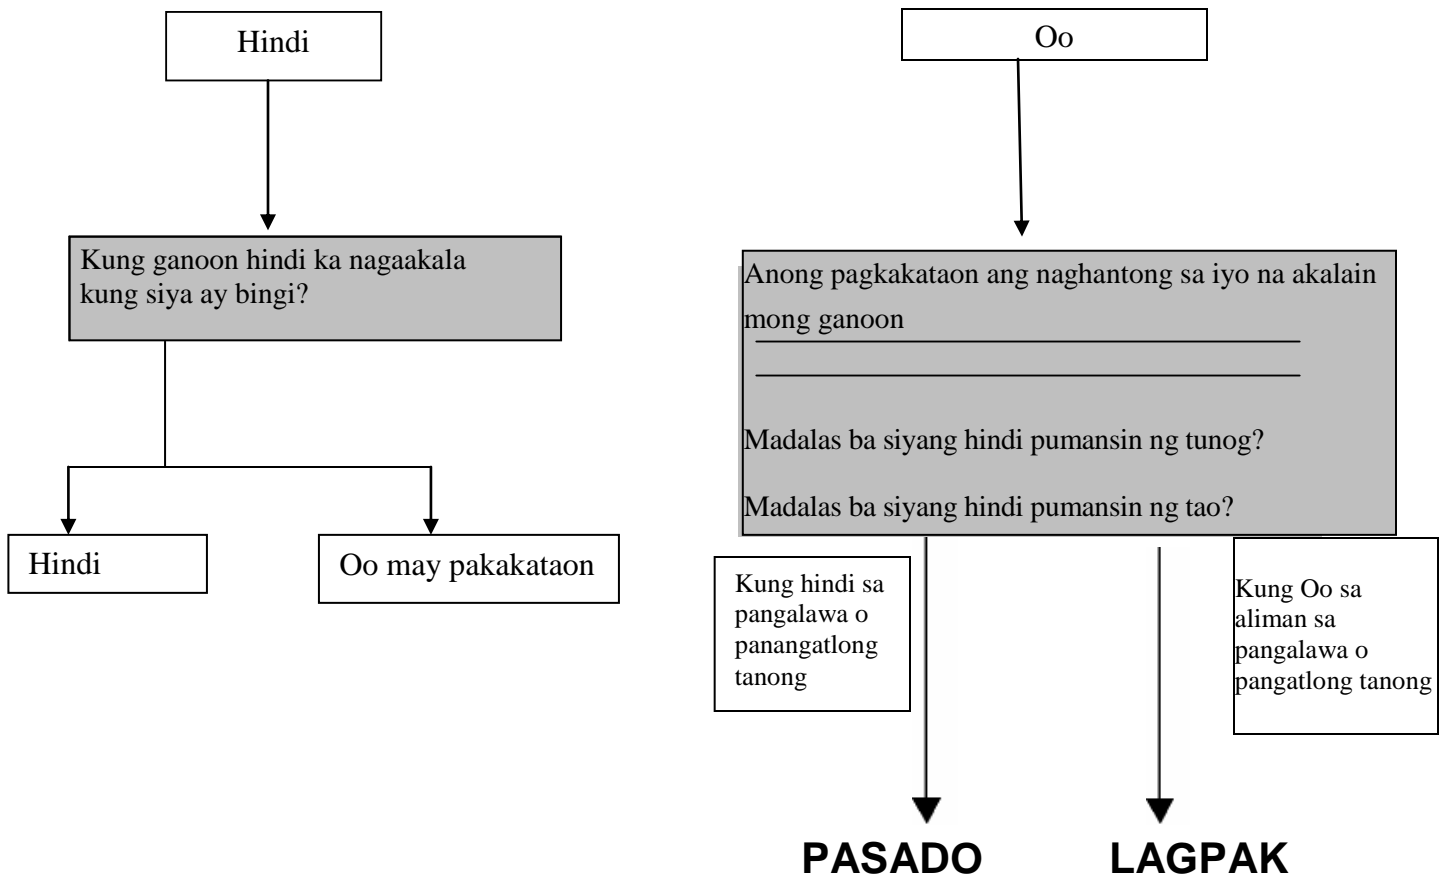 Hindi
Oo
Kung ganoon hindi ka nagaakala
kung siya ay bingi?
Hindi
Oo may pakakataon
Anong pagkakataon ang naghantong sa iyo na akalain
mong ganoon
Madalas ba siyang hindi pumansin ng tunog?
Madalas ba siyang hindi pumansin ng tao?
Kung hindi sa
pangalawa o
panangatlong
tanong
Kung Oo sa
aliman sa
pangalawa o
pangatlong tanong
PASADO
LAGPAK